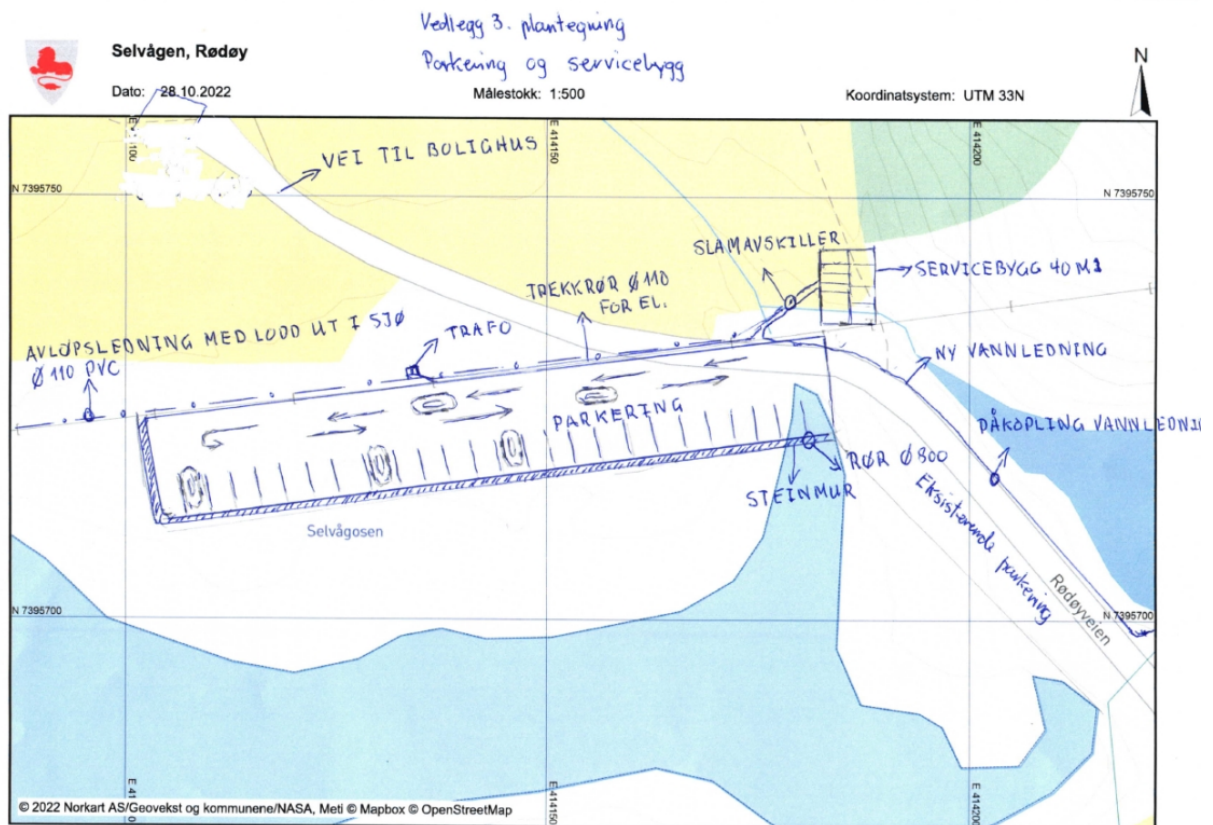 Vedlegg 3. plantegning
Parkering og servicebygg
Selvågen, Rødøy
Dato: 28.10.2022
Målestokk: 1:500
Koordinatsystem: UTM 33N
N
E 414150
E 414200
N 7395750
N 7395750
VEI TIL BOLIGHUS
SLAMAVSKILLER
SERVICEBYGG 40 M2
TREKKRØR Ø 110
FOR EL.
AVLØPSLEDNING MED LODD UT I SJØ
Ø 110 PVC
TRAFO
NY VANNLEDNING
PARKERING
PÅKOPLING VANNLEDNI
RØR Ø 800
STEINMUR
Eksisterende parkering
Selvågosen
Rødøyveien
N 7395700
N 7395700
E 414150
E 414200
© 2022 Norkart AS/Geovekst og kommunene/NASA, Meti © Mapbox © OpenStreetMap